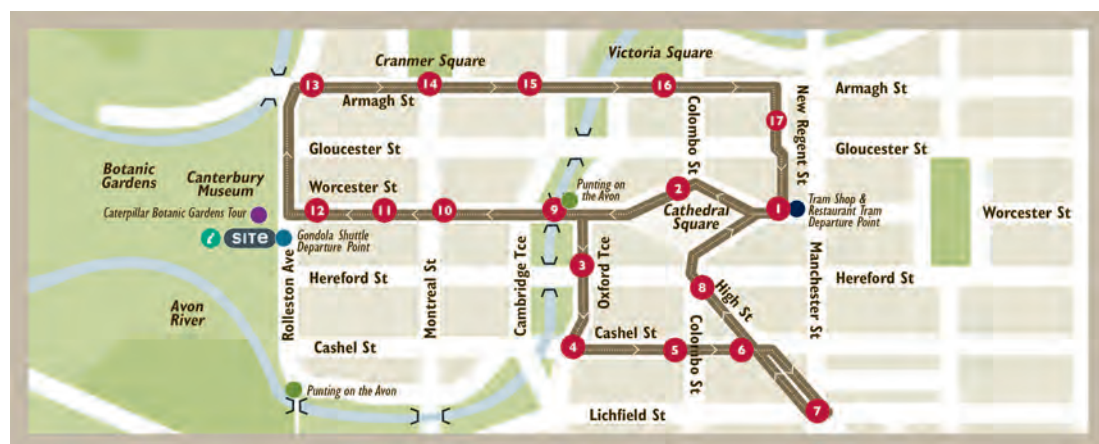 Cranmer Square
Victoria Square
13
14
15
16
Armagh St
Armagh St
17
New Regent St
Colombo St
Gloucester St
Gloucester St
Botanic
Gardens
Canterbury
Museum
Caterpillar Botanic Gardens Tour
Worcester St
12
11
10
9
Punting on
the Avon
2
Cathedral
Square
1
Tram Shop &
Restaurant Tram
Departure Point
Worcester St
SITE
Gondola Shuttle
Departure Point
Rolleston Ave
Montreal St
Cambridge Tce
Oxford Tce
3
Hereford St
8
High St
Manchester St
Hereford St
Avon
River
Cashel St
4
Cashel St
5
Colombo St
6
7
Punting on the Avon
Lichfield St